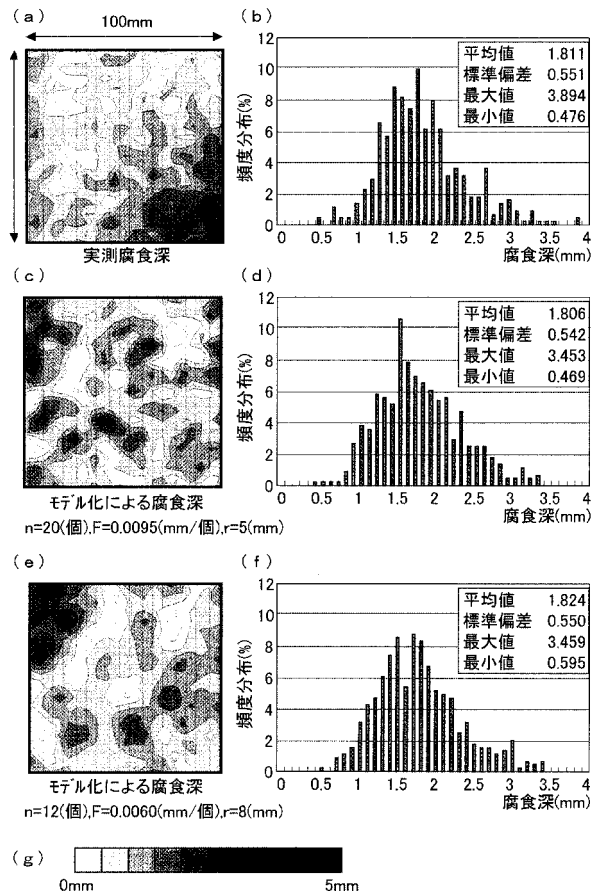 (a)
100mm
実測腐食深
(b)
頻度分布(%)
12
10
8
6
4
2
0
0 0.5 1 1.5 2 2.5 3 3.5 4
腐食深(mm)
平均値 1.811
標準偏差 0.551
最大値 3.894
最小値 0.476
(c)
モデル化による腐食深
n=20(個),F=0.0095(mm/個),r=5(mm)
(d)
頻度分布(%)
12
10
8
6
4
2
0
0 0.5 1 1.5 2 2.5 3 3.5 4
腐食深(mm)
平均値 1.806
標準偏差 0.542
最大値 3.453
最小値 0.469
(e)
モデル化による腐食深
n=12(個),F=0.0060(mm/個),r=8(mm)
(f)
頻度分布(%)
12
10
8
6
4
2
0
0 0.5 1 1.5 2 2.5 3 3.5 4
腐食深(mm)
平均値 1.824
標準偏差 0.550
最大値 3.459
最小値 0.595
(g)
0mm 5mm